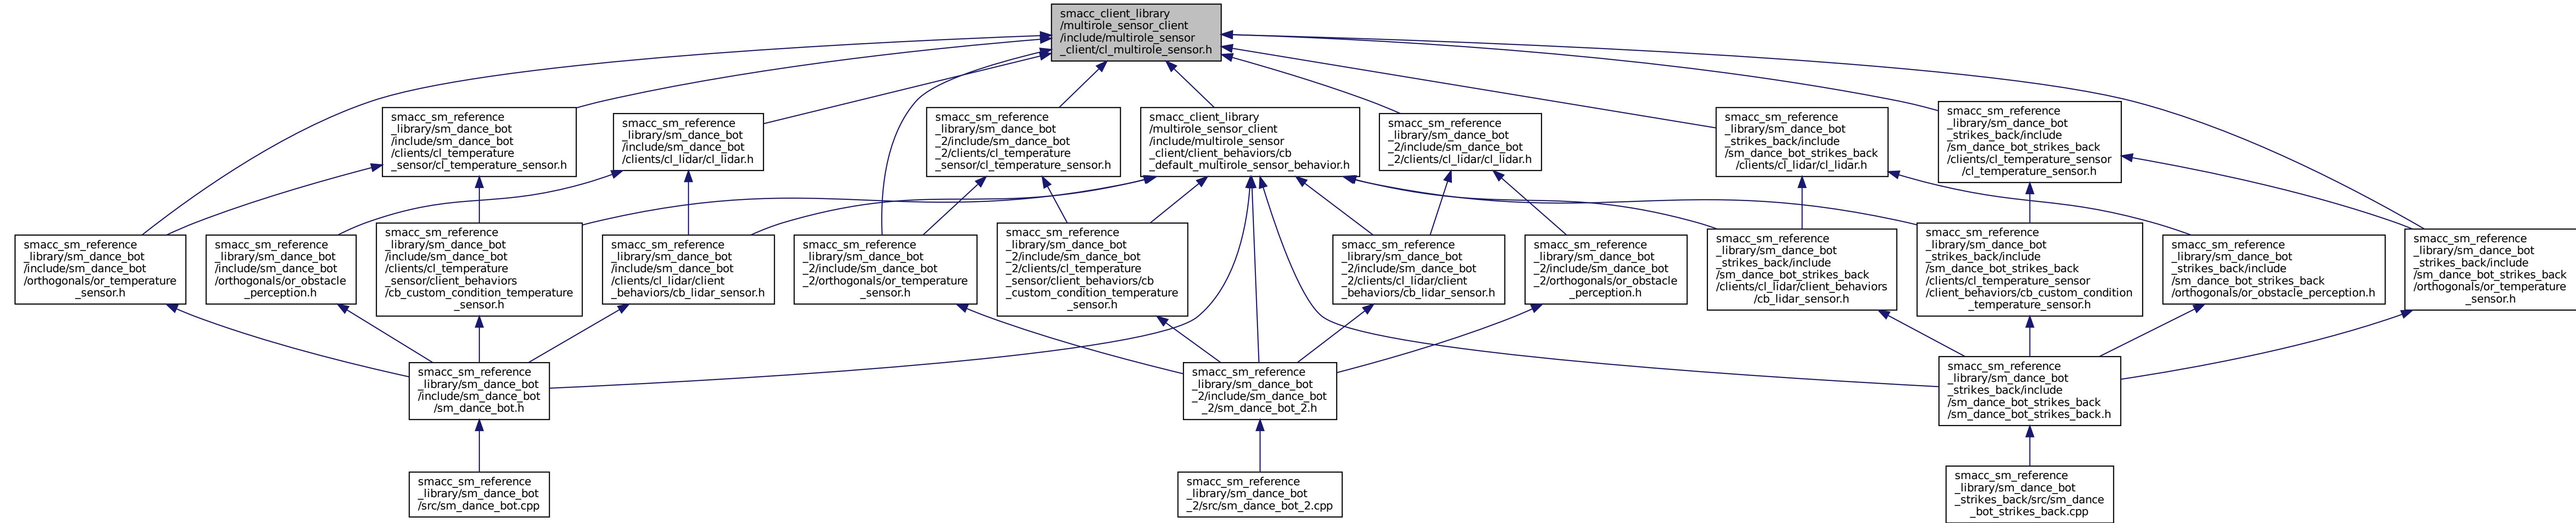 smacc_client_library
/multirole_sensor_client
/include/multirole_sensor
_client/cl_multirole_sensor.h
smacc_sm_reference
_library/sm_dance_bot
/include/sm_dance_bot
/clients/cl_temperature
_sensor/cl_temperature_sensor.h
smacc_sm_reference
_library/sm_dance_bot
/include/sm_dance_bot
/clients/cl_lidar/cl_lidar.h
smacc_sm_reference
_library/sm_dance_bot
_2/include/sm_dance_bot
_2/clients/cl_temperature
_sensor/cl_temperature_sensor.h
smacc_client_library
/multirole_sensor_client
/include/multirole_sensor
_client/client_behaviors/cb
_default_multirole_sensor_behavior.h
smacc_sm_reference
_library/sm_dance_bot
_2/include/sm_dance_bot
_2/clients/cl_lidar/cl_lidar.h
smacc_sm_reference
_library/sm_dance_bot
_strikes_back/include
/sm_dance_bot_strikes_back
/clients/cl_lidar/cl_lidar.h
smacc_sm_reference
_library/sm_dance_bot
_strikes_back/include
/sm_dance_bot_strikes_back
/clients/cl_temperature_sensor
/cl_temperature_sensor.h
smacc_sm_reference
_library/sm_dance_bot
/include/sm_dance_bot
/orthogonals/or_temperature
_sensor.h
smacc_sm_reference
_library/sm_dance_bot
/include/sm_dance_bot
/orthogonals/or_obstacle
_perception.h
smacc_sm_reference
_library/sm_dance_bot
/include/sm_dance_bot
/clients/cl_temperature
_sensor/client_behaviors
/cb_custom_condition_temperature
_sensor.h
smacc_sm_reference
_library/sm_dance_bot
/include/sm_dance_bot
/clients/cl_lidar/client
_behaviors/cb_lidar_sensor.h
smacc_sm_reference
_library/sm_dance_bot
_2/include/sm_dance_bot
_2/orthogonals/or_temperature
_sensor.h
smacc_sm_reference
_library/sm_dance_bot
_2/include/sm_dance_bot
_2/clients/cl_temperature
_sensor/client_behaviors/cb
_custom_condition_temperature
_sensor.h
smacc_sm_reference
_library/sm_dance_bot
_2/include/sm_dance_bot
_2/clients/cl_lidar/client
_behaviors/cb_lidar_sensor.h
smacc_sm_reference
_library/sm_dance_bot
_2/include/sm_dance_bot
_2/orthogonals/or_obstacle
_perception.h
smacc_sm_reference
_library/sm_dance_bot
_strikes_back/include
/sm_dance_bot_strikes_back
/clients/cl_lidar/client_behaviors
/cb_lidar_sensor.h
smacc_sm_reference
_library/sm_dance_bot
_strikes_back/include
/sm_dance_bot_strikes_back
/clients/cl_temperature_sensor
/client_behaviors/cb_custom_condition
_temperature_sensor.h
smacc_sm_reference
_library/sm_dance_bot
_strikes_back/include
/sm_dance_bot_strikes_back
/orthogonals/or_obstacle_perception.h
smacc_sm_reference
_library/sm_dance_bot
_strikes_back/include
/sm_dance_bot_strikes_back
/orthogonals/or_temperature
_sensor.h
smacc_sm_reference
_library/sm_dance_bot
/include/sm_dance_bot
/sm_dance_bot.h
smacc_sm_reference
_library/sm_dance_bot
_2/include/sm_dance_bot
_2/sm_dance_bot_2.h
smacc_sm_reference
_library/sm_dance_bot
_strikes_back/include
/sm_dance_bot_strikes_back
/sm_dance_bot_strikes_back.h
smacc_sm_reference
_library/sm_dance_bot
/src/sm_dance_bot.cpp
smacc_sm_reference
_library/sm_dance_bot
_2/src/sm_dance_bot_2.cpp
smacc_sm_reference
_library/sm_dance_bot
_strikes_back/src/sm_dance
_bot_strikes_back.cpp